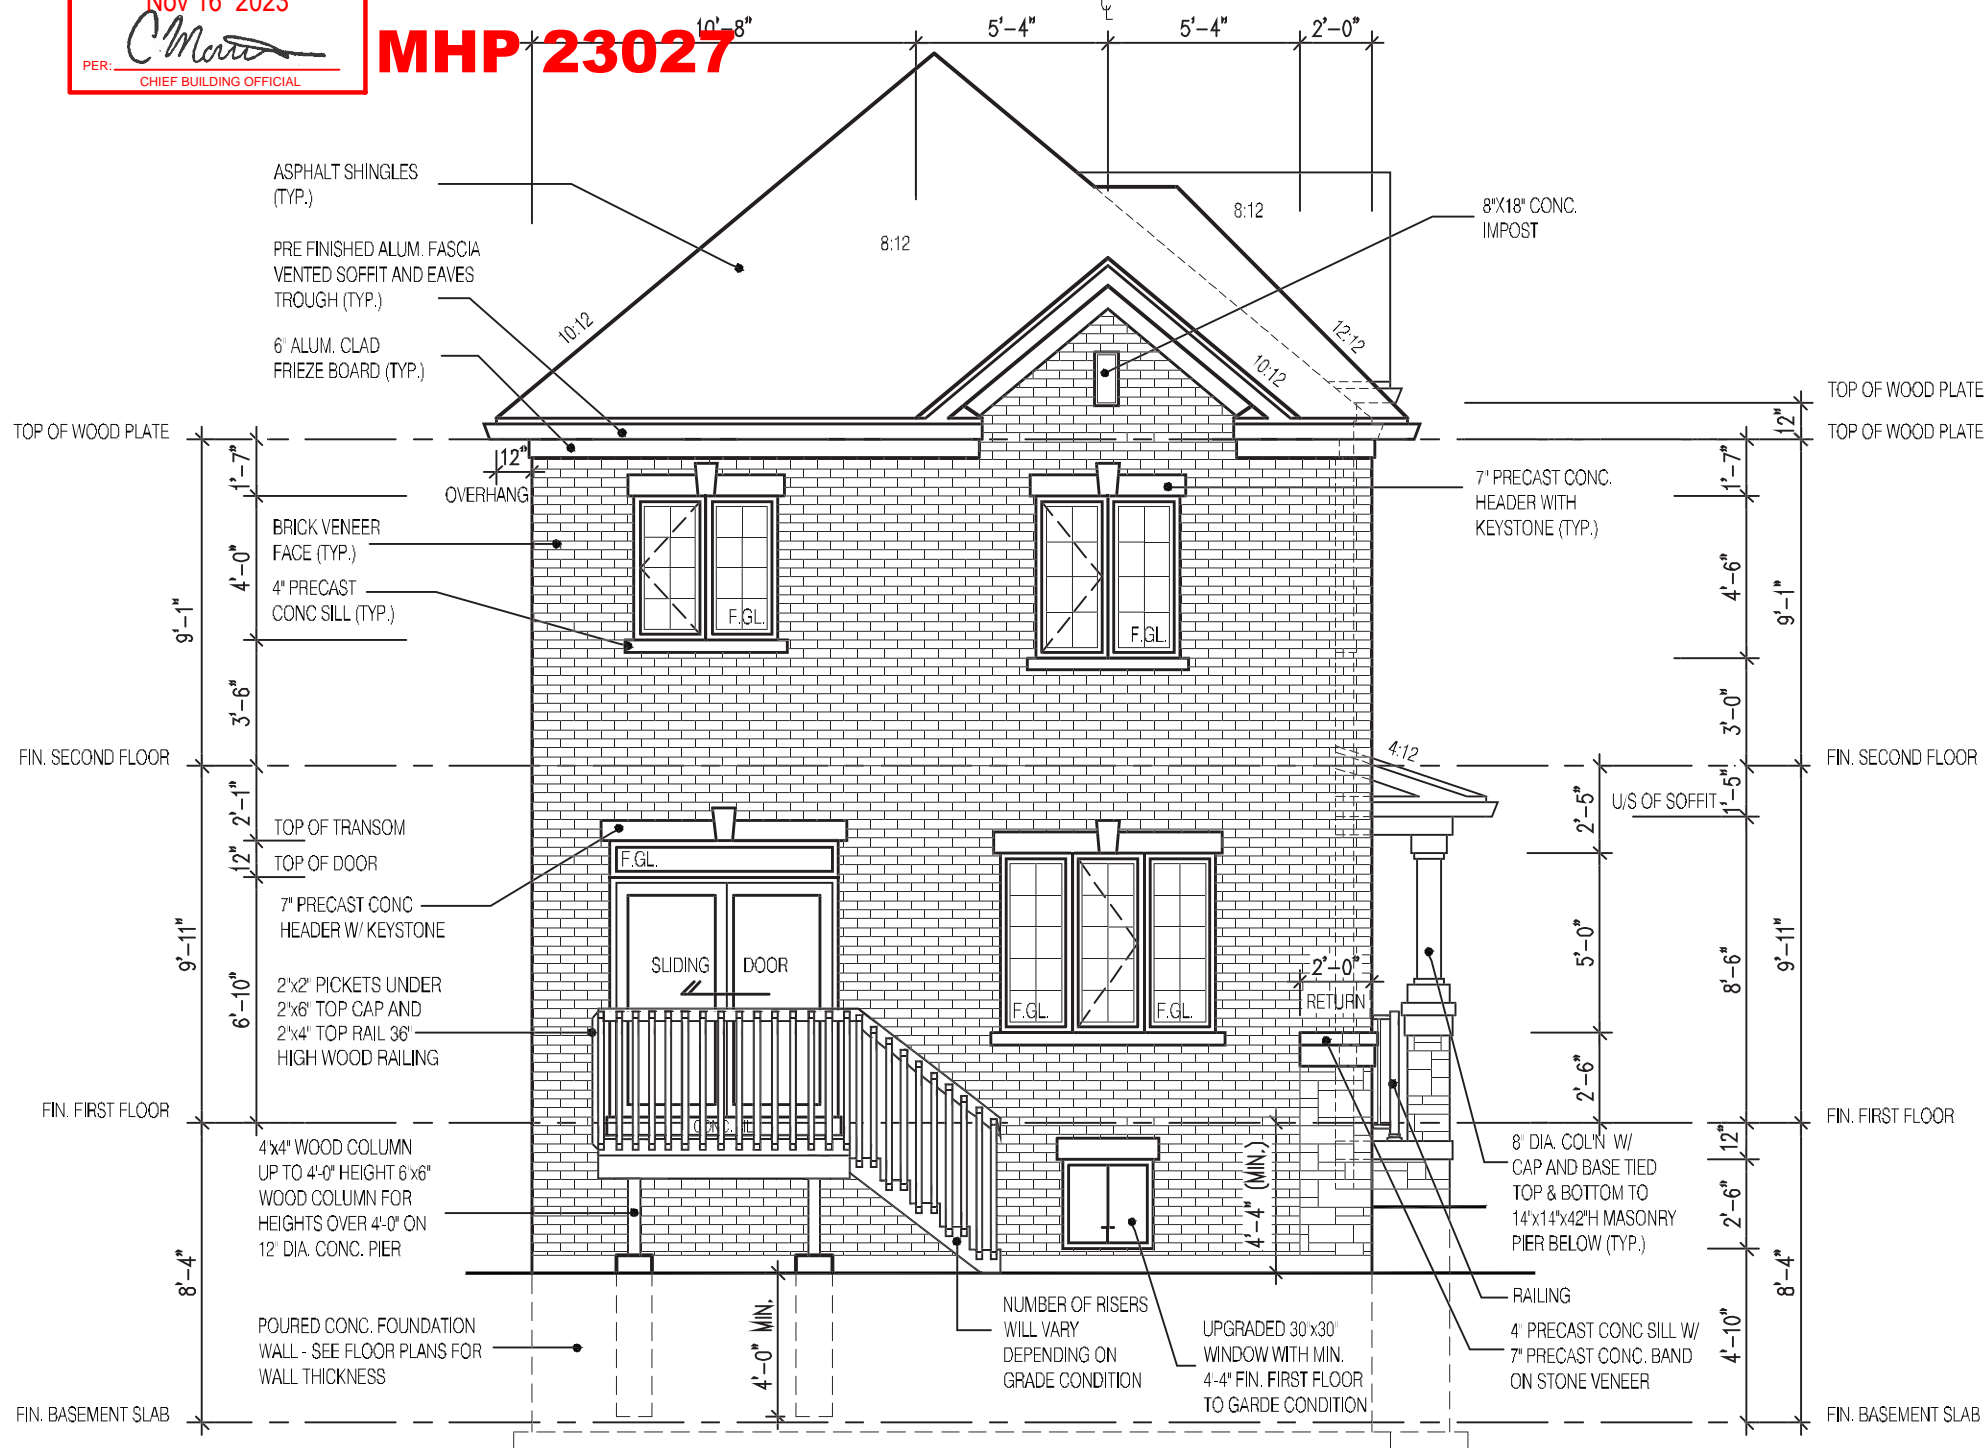 Nov 16 2023
PER:
CHIEF BUILDING OFFICIAL
MHP 23027
10'-8"
5'-4"
5'-4"
2'-0"
ASPHALT SHINGLES
(TYP.)
PRE FINISHED ALUM. FASCIA
VENTED SOFFIT AND EAVES
TROUGH (TYP.)
6" ALUM. CLAD
FRIEZE BOARD (TYP.)
8"X18" CONC.
IMPOST
8:12
8:12
10:12
10:12
12:12
TOP OF WOOD PLATE
TOP OF WOOD PLATE
TOP OF WOOD PLATE
12"
1'-7"
12"
OVERHANG
1'-7"
7" PRECAST CONC.
HEADER WITH
KEYSTONE (TYP.)
BRICK VENEER
FACE (TYP.)
4" PRECAST
CONC SILL (TYP.)
4'-0"
9'-1"
3'-6"
F.GL.
F.GL.
4'-6"
9'-1"
3'-0"
FIN. SECOND FLOOR
FIN. SECOND FLOOR
4:12
U/S OF SOFFIT
1'-5"
2'-5"
2'-1"
12"
TOP OF TRANSOM
TOP OF DOOR
F.GL.
7" PRECAST CONC
HEADER W/ KEYSTONE
SLIDING DOOR
9'-11"
6'-10"
2"x2" PICKETS UNDER
2"x6" TOP CAP AND
2"x4" TOP RAIL 36"
HIGH WOOD RAILING
F.GL.
F.GL.
2'-0"
RETURN
5'-0"
8'-6"
9'-11"
2'-6"
FIN. FIRST FLOOR
FIN. FIRST FLOOR
4"x4" WOOD COLUMN
UP TO 4'-0" HEIGHT 6"x6"
WOOD COLUMN FOR
HEIGHTS OVER 4'-0" ON
12" DIA. CONC. PIER
4'-4" (MIN.)
8" DIA. COL'N W/
CAP AND BASE TIED
TOP & BOTTOM TO
14"x14"x42"H MASONRY
PIER BELOW (TYP.)
12"
2'-6"
8'-4"
8'-4"
4'-10"
RAILING
4" PRECAST CONC SILL W/
7" PRECAST CONC. BAND
ON STONE VENEER
POURED CONC. FOUNDATION
WALL - SEE FLOOR PLANS FOR
WALL THICKNESS
4'-0" MIN.
NUMBER OF RISERS
WILL VARY
DEPENDING ON
GRADE CONDITION
UPGRADED 30"x30"
WINDOW WITH MIN.
4'-4" FIN. FIRST FLOOR
TO GARDE CONDITION
FIN. BASEMENT SLAB
FIN. BASEMENT SLAB